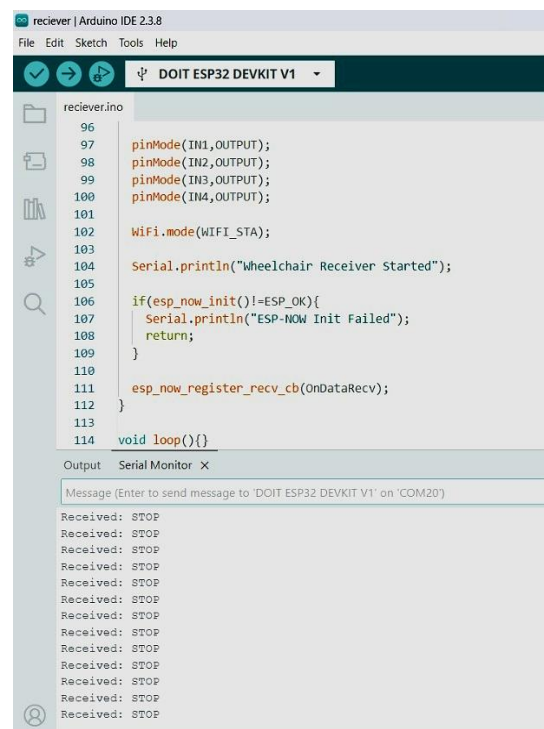 reciever | Arduino IDE 2.3.8
File Edit Sketch Tools Help
DOIT ESP32 DEVKIT V1
reciever.ino
96
97 pinMode(IN1,OUTPUT);
98 pinMode(IN2,OUTPUT);
99 pinMode(IN3,OUTPUT);
100 pinMode(IN4,OUTPUT);
101
102 WiFi.mode(WIFI_STA);
103
104 Serial.println("Wheelchair Receiver Started");
105
106 if(esp_now_init()!=ESP_OK){
107 Serial.println("ESP-NOW Init Failed");
108 return;
109 }
110
111 esp_now_register_recv_cb(OnDataRecv);
112 }
113
114 void loop(){}
Output Serial Monitor X
Message (Enter to send message to 'DOIT ESP32 DEVKIT V1' on 'COM20')
Received: STOP
Received: STOP
Received: STOP
Received: STOP
Received: STOP
Received: STOP
Received: STOP
Received: STOP
Received: STOP
Received: STOP
Received: STOP
Received: STOP
Received: STOP